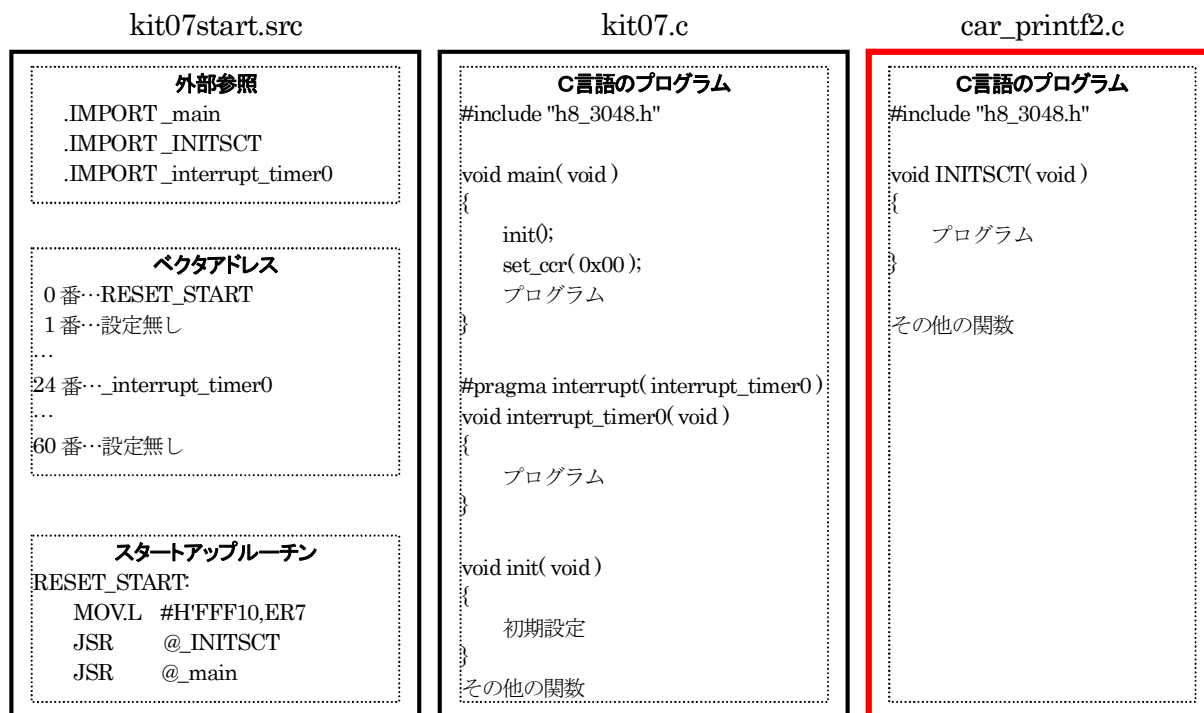 kit07start.src
外部参照
.IMPORT _main
.IMPORT _INITSCT
.IMPORT _interrupt_timer0
ベクタアドレス
0 番…RESET_START
1 番…設定無し
…
24 番…_interrupt_timer0
…
60 番…設定無し
スタートアップルーチン
RESET_START:
MOV.L #H'FFF10,ER7
JSR @_INITSCT
JSR @_main
kit07.c
C言語のプログラム
#include "h8_3048.h"
void main( void )
{
init();
set_ccr( 0x00 );
プログラム
}
#pragma interrupt( interrupt_timer0 )
void interrupt_timer0( void )
{
プログラム
}
void init( void )
{
初期設定
}
その他の関数
car_printf2.c
C言語のプログラム
#include "h8_3048.h"
void INITSCT( void )
{
プログラム
}
その他の関数